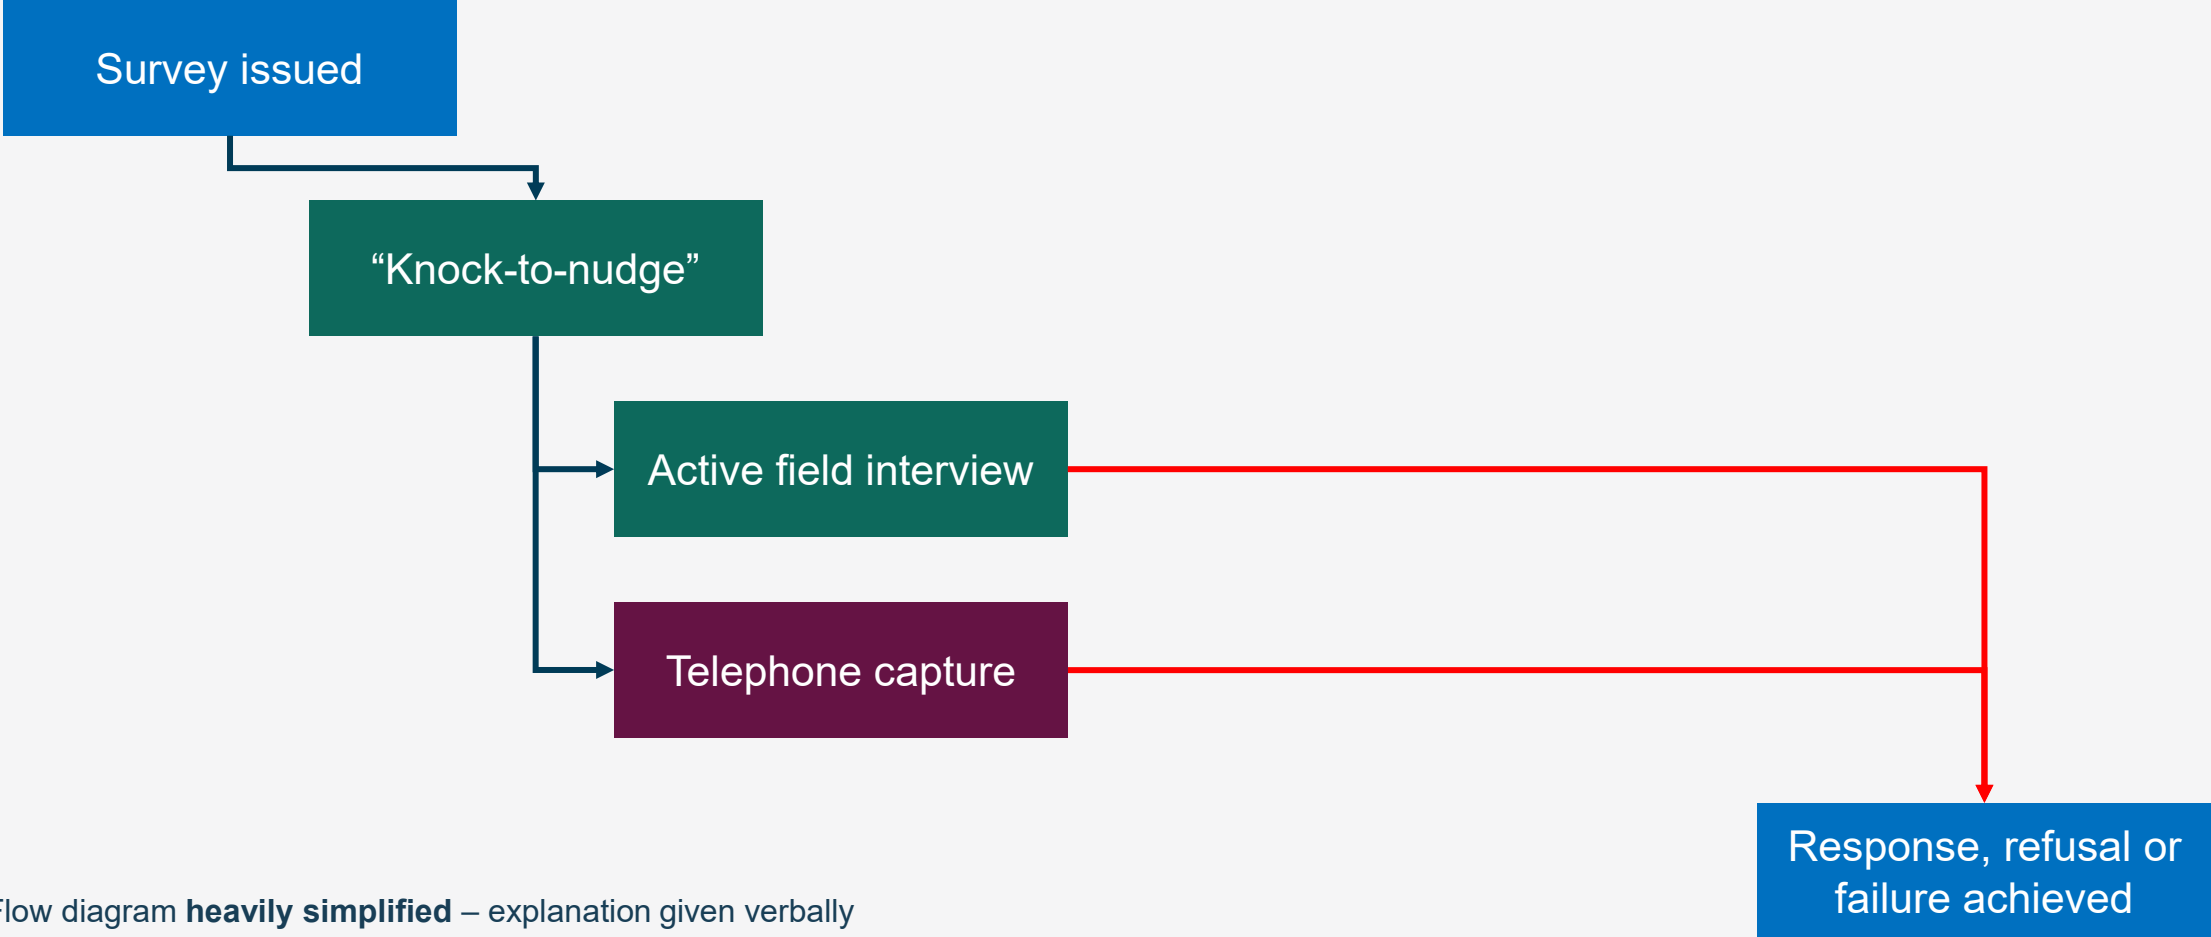 Survey issued
“Knock-to-nudge”
Active field interview
Telephone capture
Response, refusal or
failure achieved
Flow diagram heavily simplified – explanation given verbally